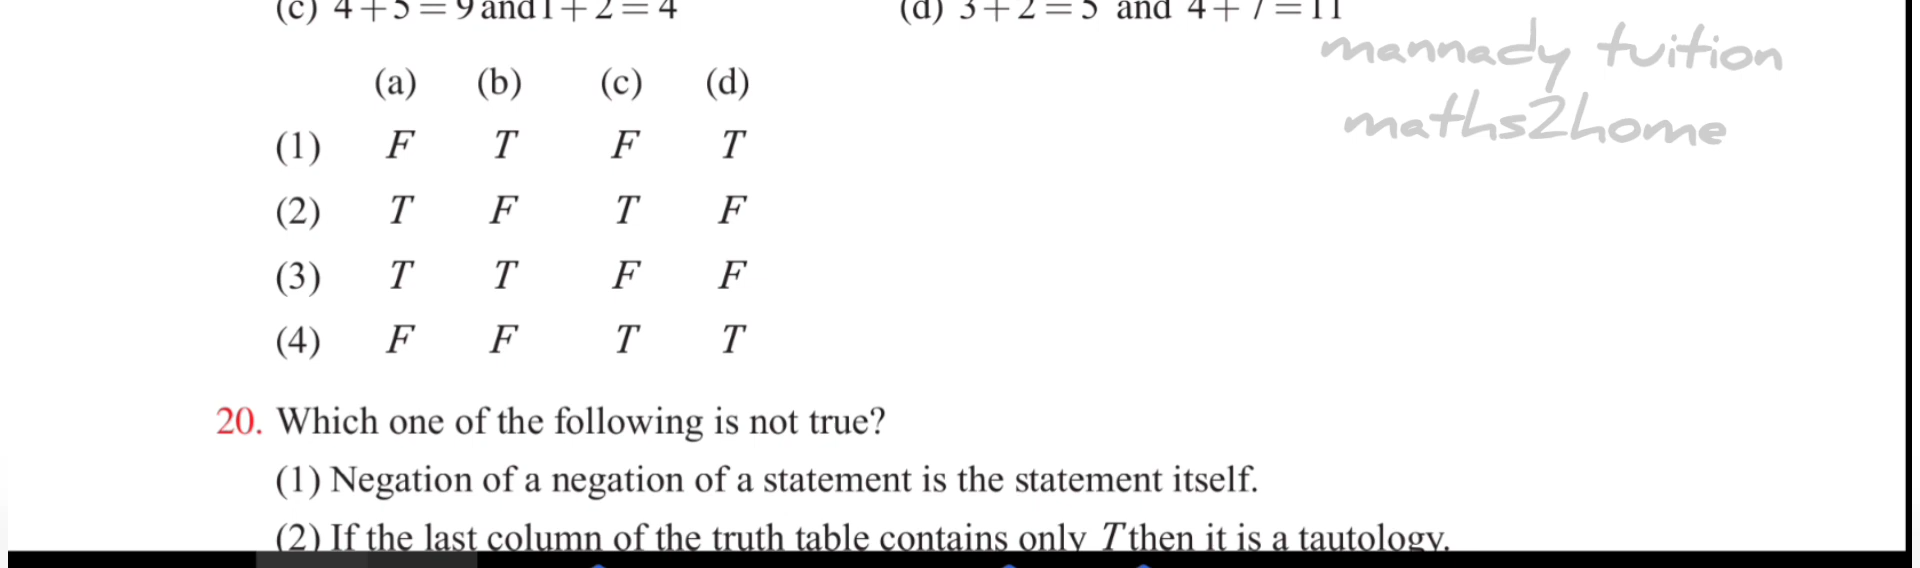 (c) 4+5=9 and 1+2=4 (d) 3+2=5 and 4+7=11
mannady tuition
maths2home
(a) (b) (c) (d)
(1) F T F T
(2) T F T F
(3) T T F F
(4) F F T T
20. Which one of the following is not true?
(1) Negation of a negation of a statement is the statement itself.
(2) If the last column of the truth table contains only T then it is a tautology.